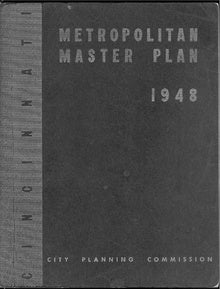 CINCINNATI
METROPOLITAN
MASTER PLAN
1948
CITY PLANNING COMMISSION